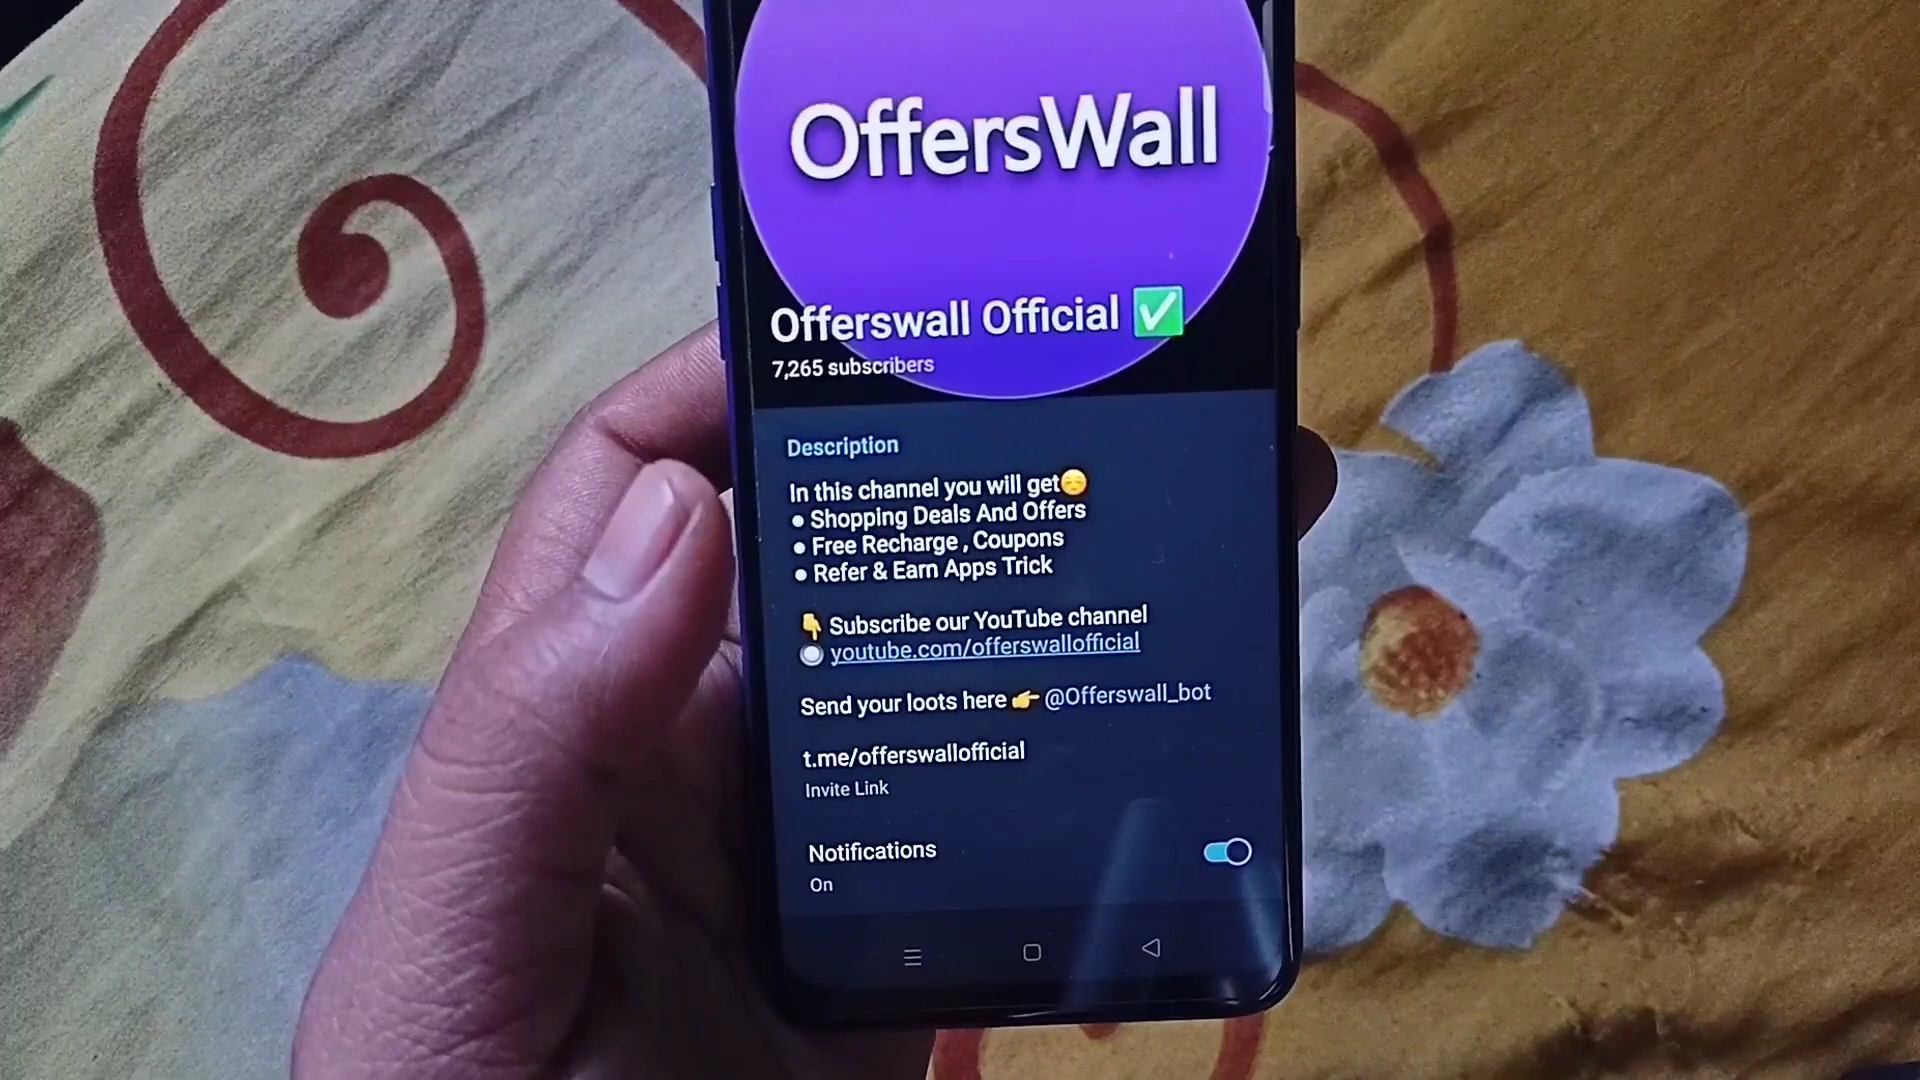 OffersWall
Offerswall Official ✅
7,265 subscribers
Description
In this channel you will get☺️
● Shopping Deals And Offers
● Free Recharge , Coupons
● Refer & Earn Apps Trick
👇 Subscribe our YouTube channel
⚪ youtube.com/offerswallofficial
Send your loots here 👉 @Offerswall_bot
t.me/offerswallofficial
Invite Link
Notifications
On